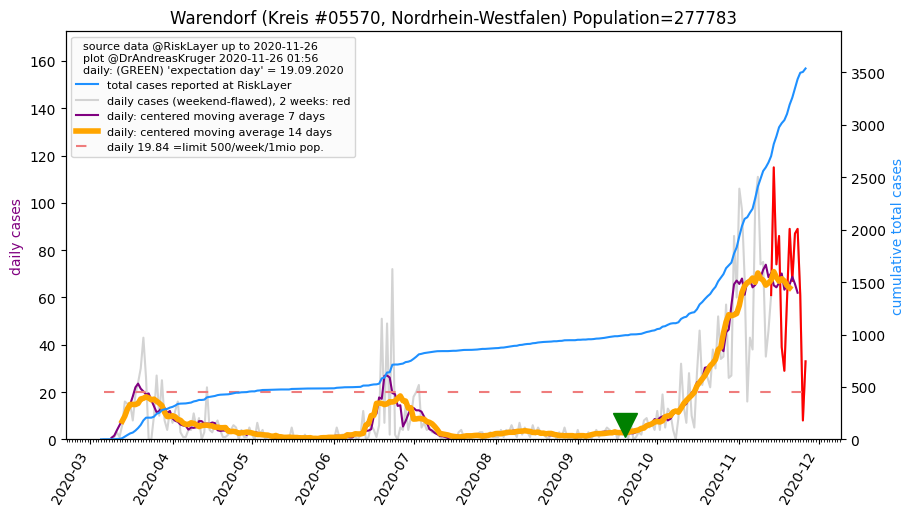 Warendorf (Kreis #05570, Nordrhein-Westfalen) Population=277783
source data @RiskLayer up to 2020-11-26
plot @DrAndreasKruger 2020-11-26 01:56
daily: (GREEN) 'expectation day' = 19.09.2020
total cases reported at RiskLayer
daily cases (weekend-flawed), 2 weeks: red
daily: centered moving average 7 days
daily: centered moving average 14 days
daily 19.84 =limit 500/week/1mio pop.
daily cases
160
140
120
100
80
60
40
20
0
cumulative total cases
3500
3000
2500
2000
1500
1000
500
0
2020-03
2020-04
2020-05
2020-06
2020-07
2020-08
2020-09
2020-10
2020-11
2020-12